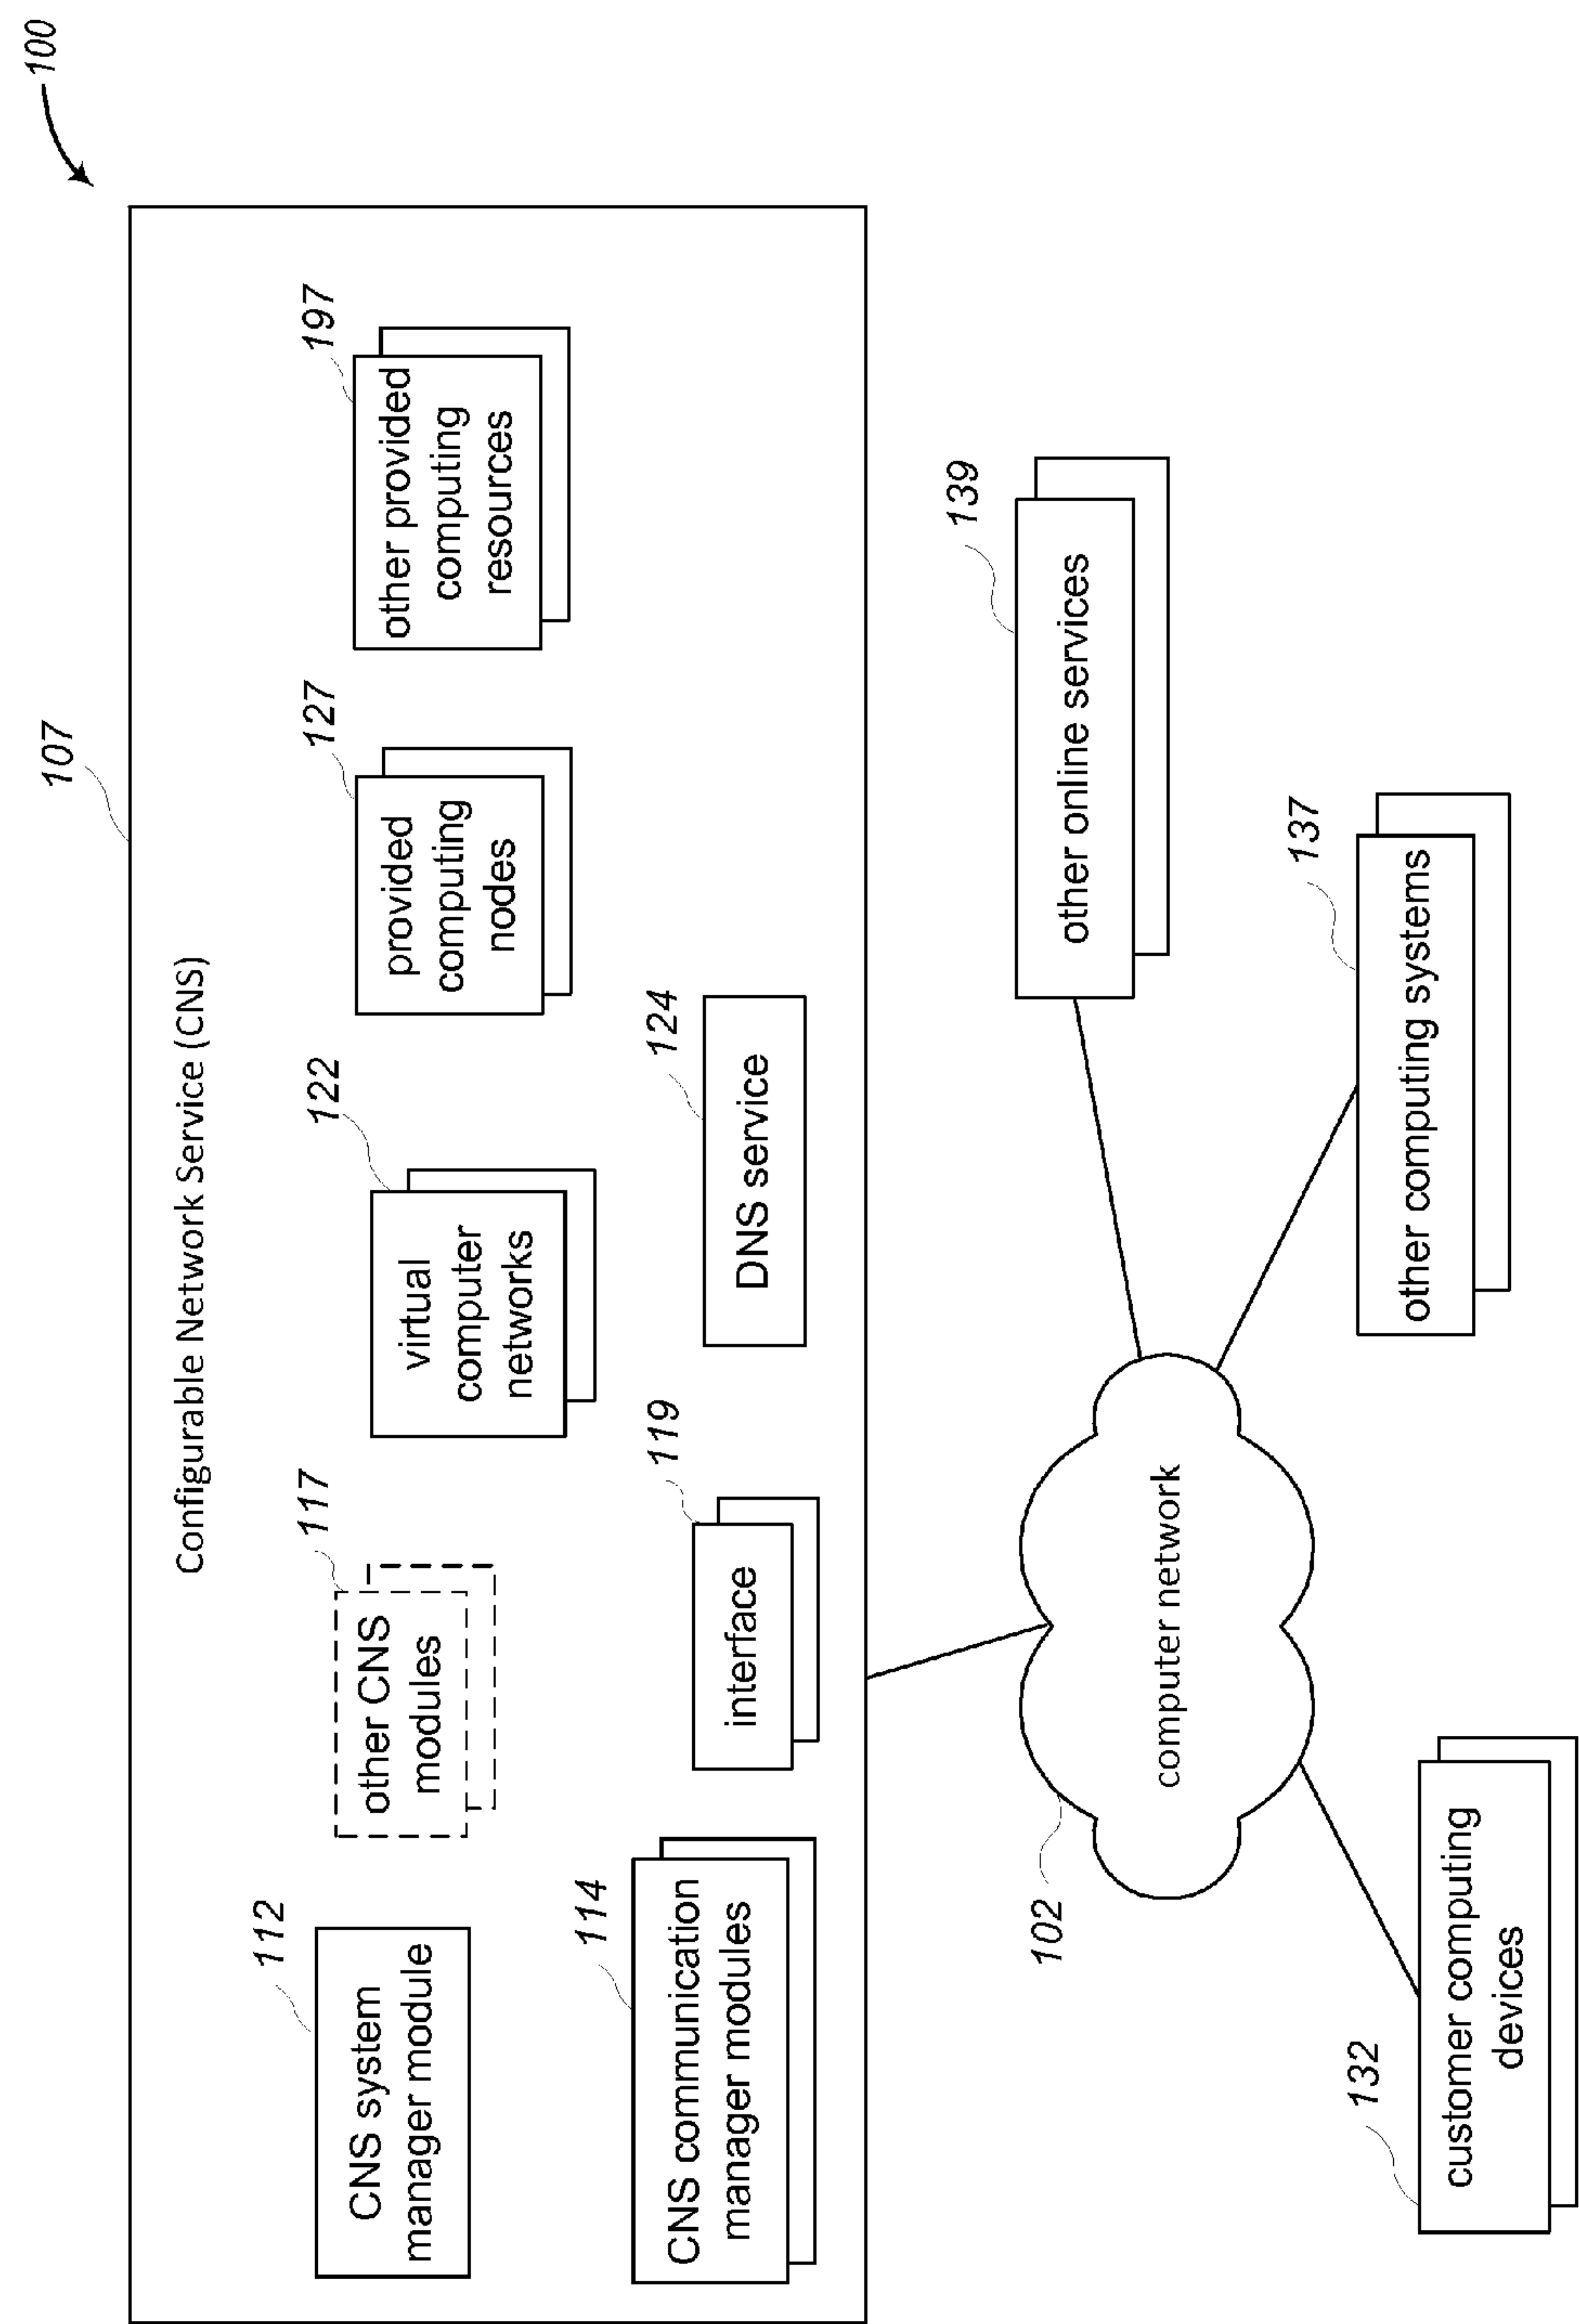 100
107
Configurable Network Service (CNS)
112
CNS system
manager module
117
other CNS
modules
122
virtual
computer
networks
127
provided
computing
nodes
197
other provided
computing
resources
114
CNS communication
manager modules
119
interface
124
DNS service
102
computer network
139
other online services
137
other computing systems
132
customer computing
devices